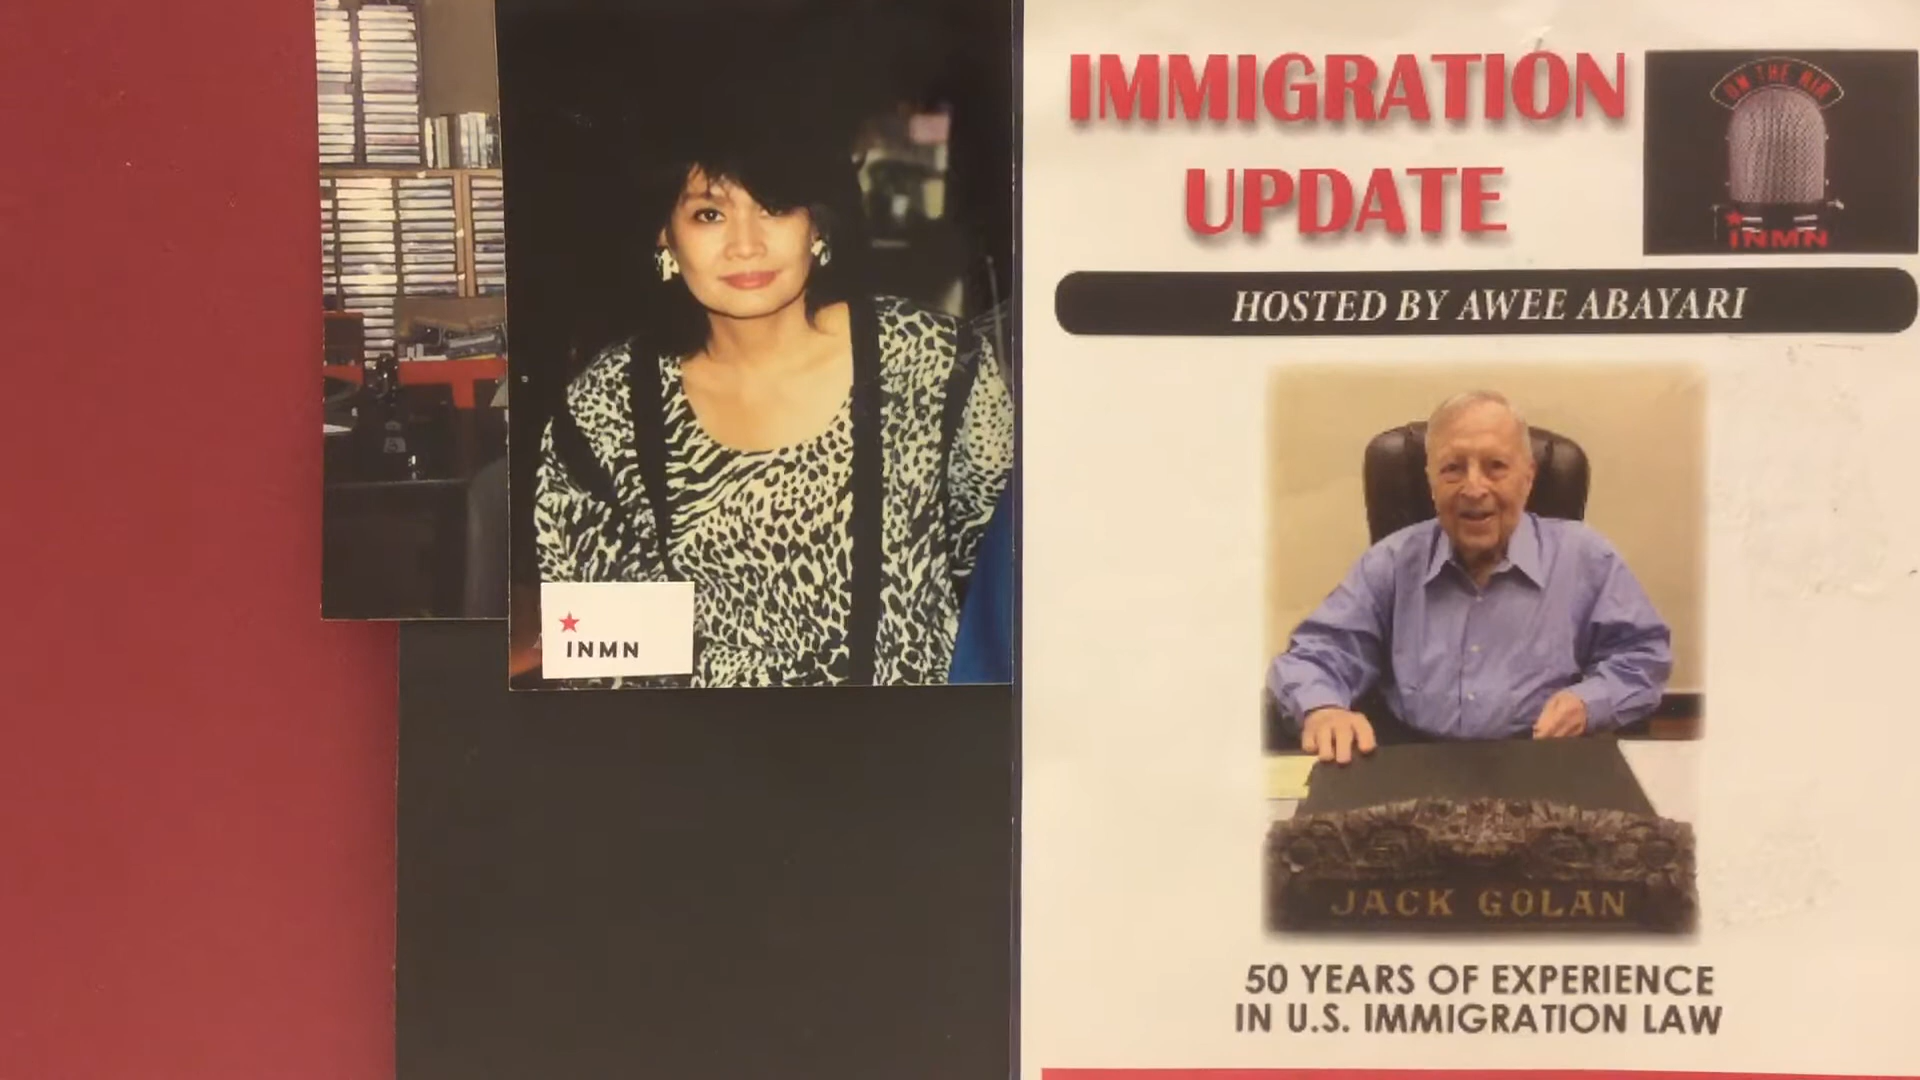 IMMIGRATION
UPDATE
ON THE AIR
INMN
HOSTED BY AWEE ABAYARI
INMN
JACK GOLAN
50 YEARS OF EXPERIENCE
IN U.S. IMMIGRATION LAW